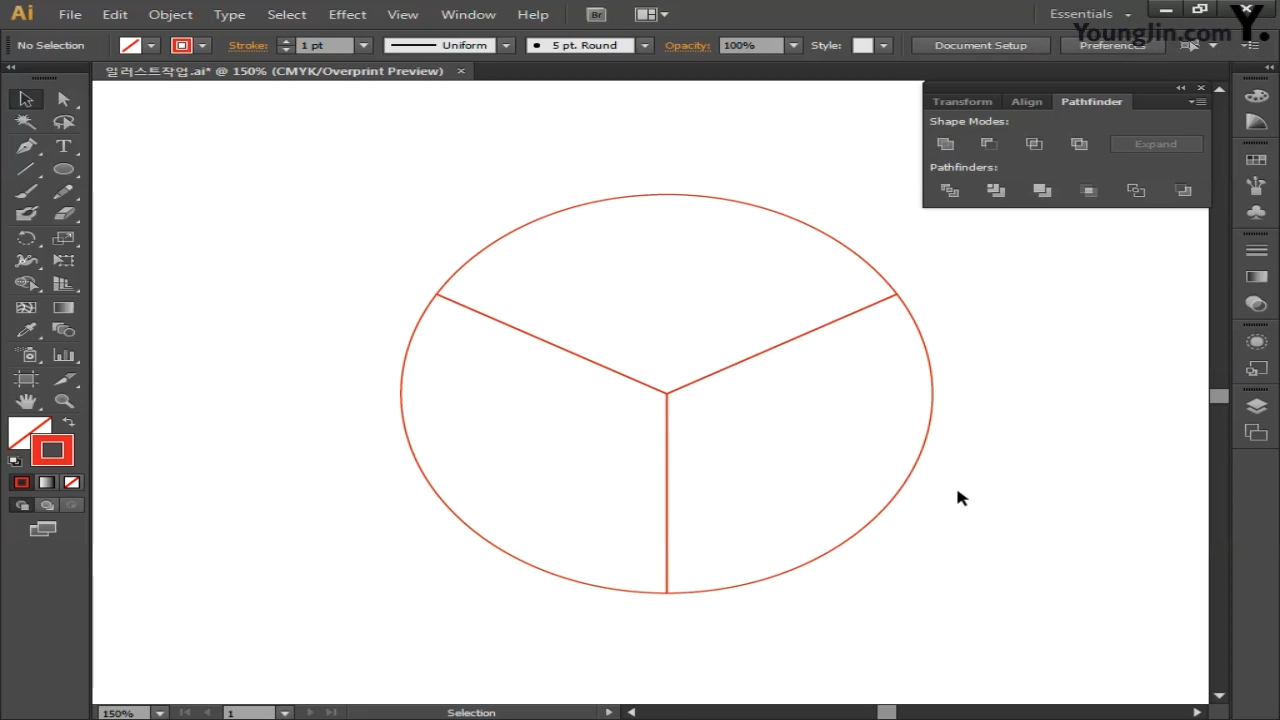 Ai File Edit Object Type Select Effect View Window Help Br Essentials
YoungJin.com Y.
No Selection Stroke: 1 pt Uniform 5 pt. Round Opacity: 100% Style: Document Setup Preferences
일러스트작업.ai* @ 150% (CMYK/Overprint Preview)
Transform Align Pathfinder
Shape Modes:
Expand
Pathfinders:
150% 1 Selection